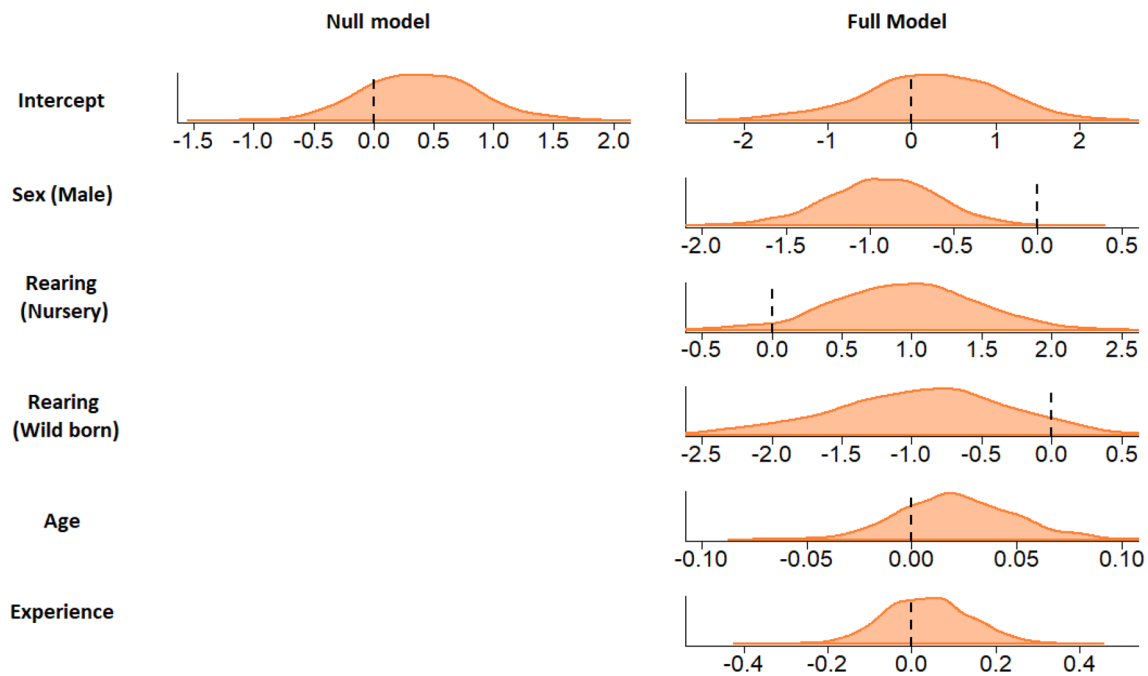 Null model
Full Model
Intercept
-1.5 -1.0 -0.5 0.0 0.5 1.0 1.5 2.0
-2 -1 0 1 2
Sex (Male)
-2.0 -1.5 -1.0 -0.5 0.0 0.5
Rearing
(Nursery)
-0.5 0.0 0.5 1.0 1.5 2.0 2.5
Rearing
(Wild born)
-2.5 -2.0 -1.5 -1.0 -0.5 0.0 0.5
Age
-0.10 -0.05 0.00 0.05 0.10
Experience
-0.4 -0.2 0.0 0.2 0.4